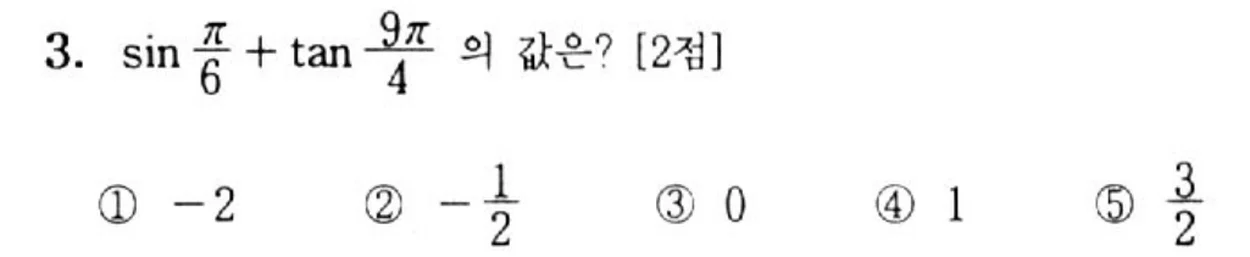 3. sin π/6 + tan 9π/4 의 값은? [2점]
① −2 ② −1/2 ③ 0 ④ 1 ⑤ 3/2